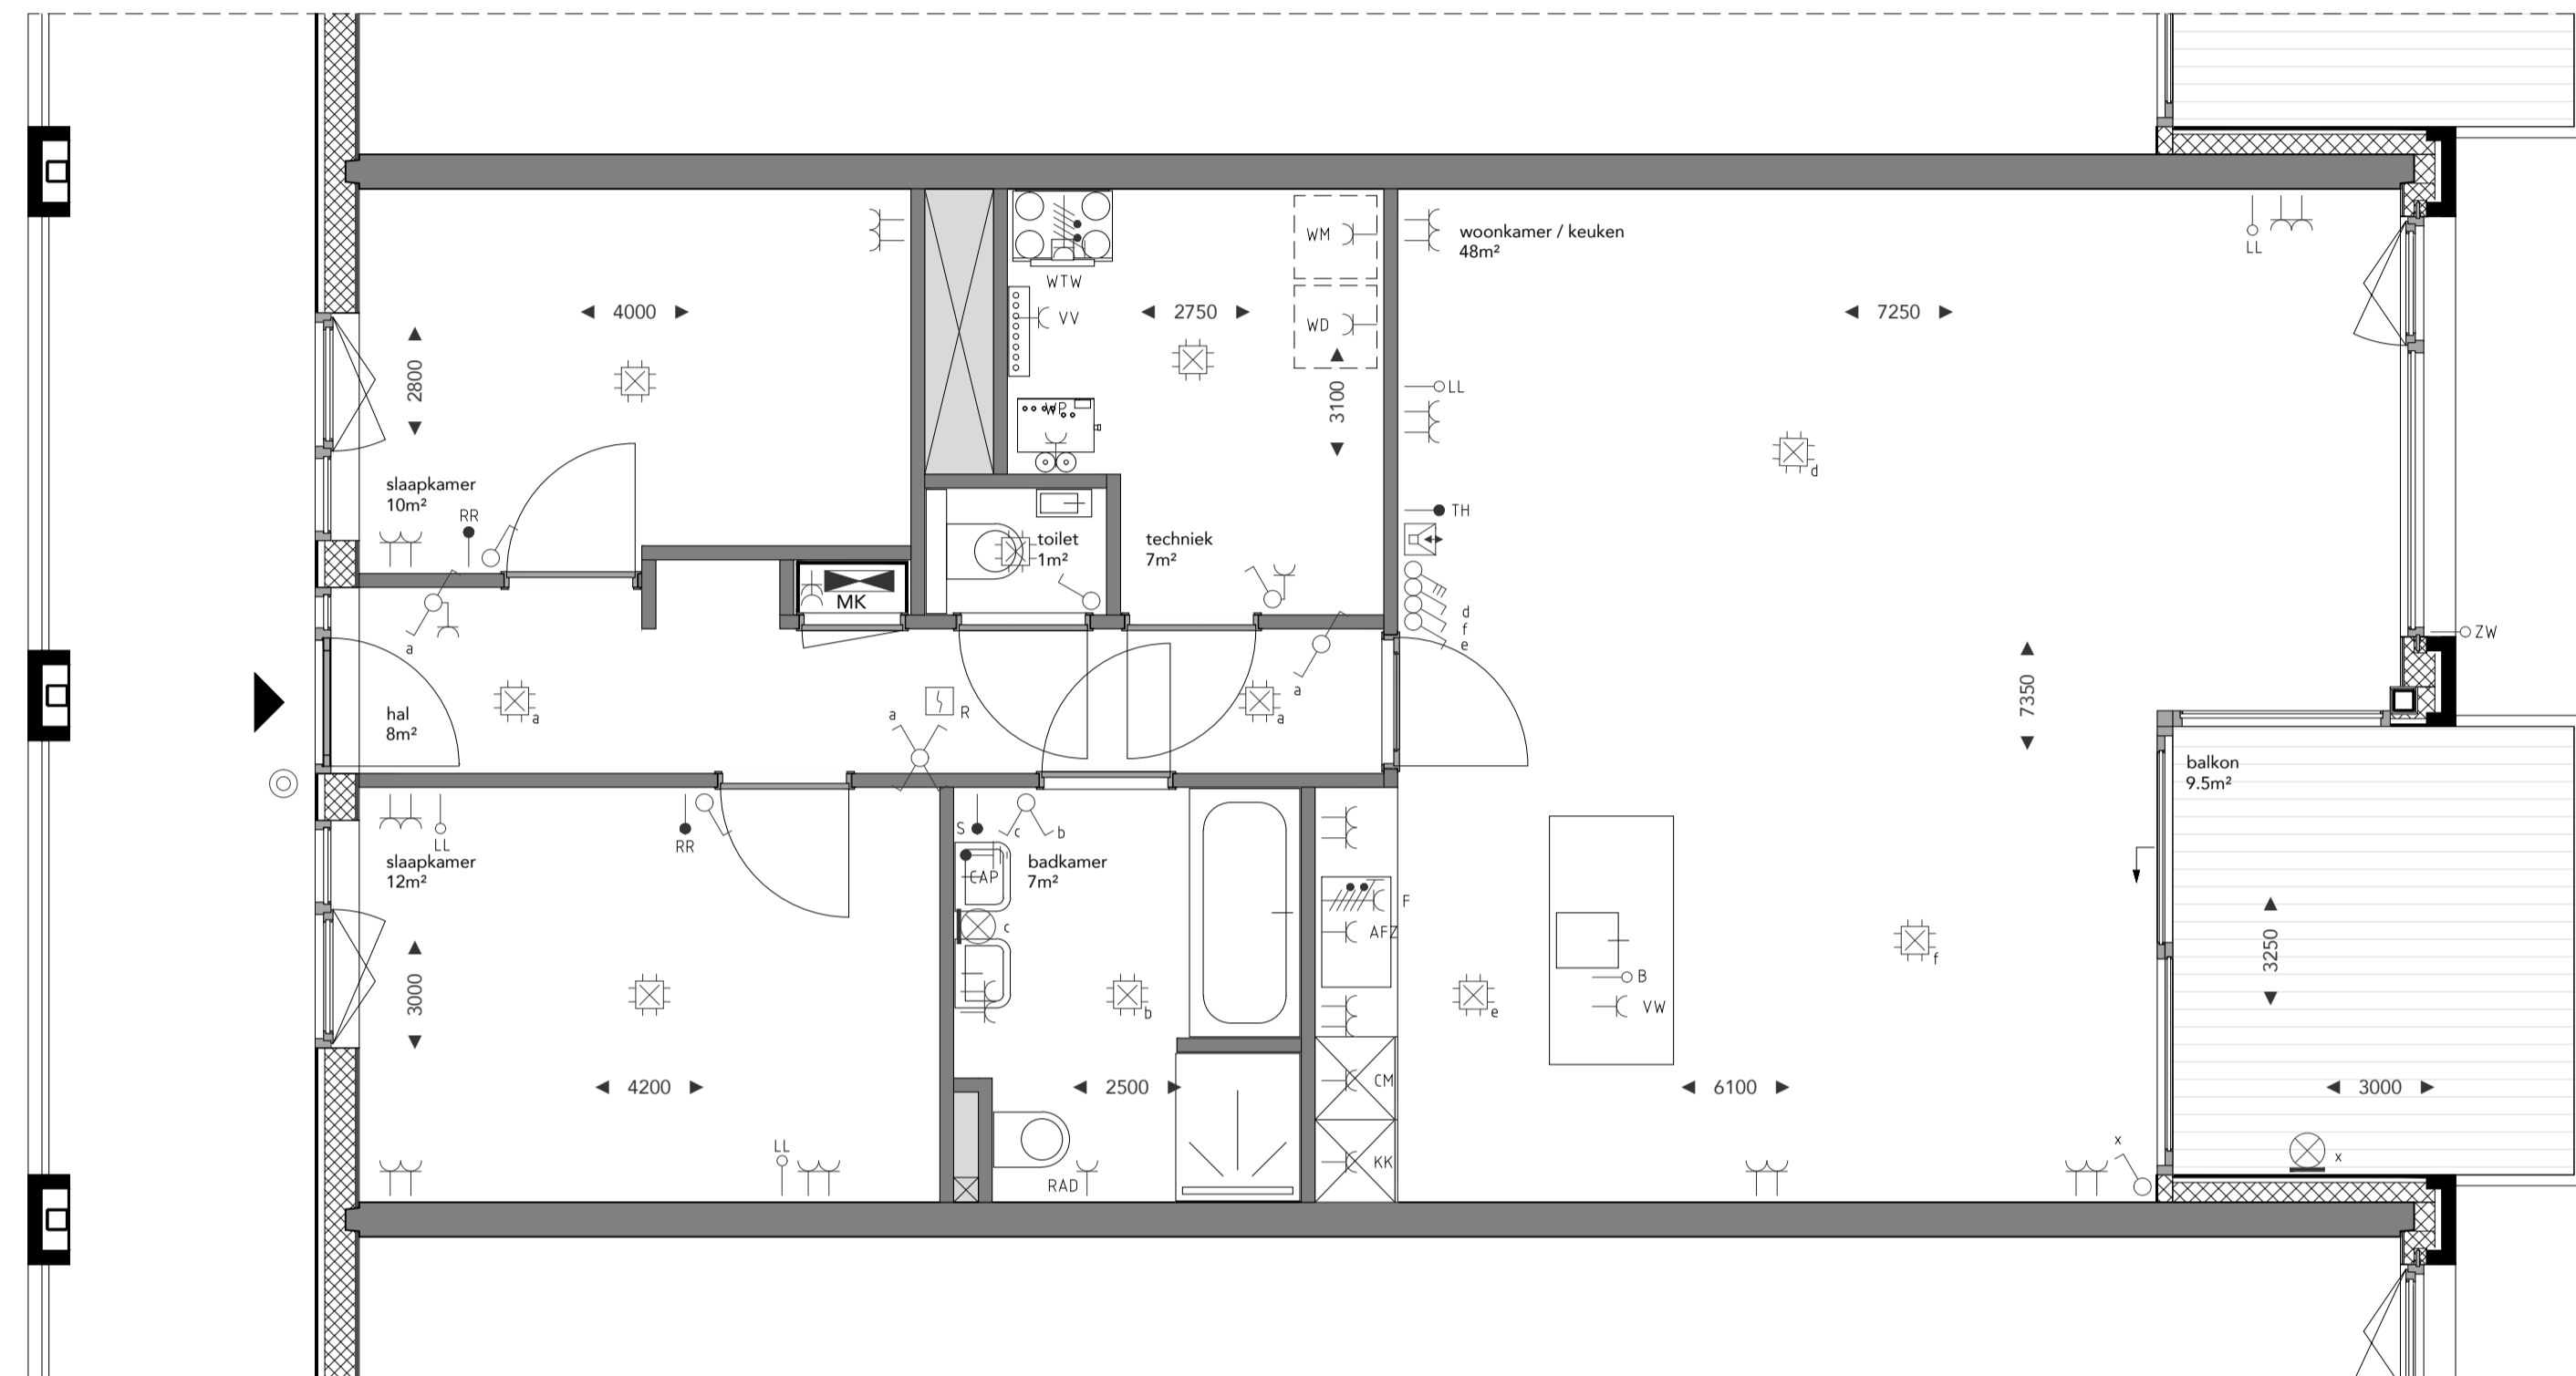 woonkamer / keuken
48m²
WM
LL
WTW
4000
2750
7250
VV
WD
2800
3100
LL
WP
d
slaapkamer
10m²
RR
TH
toilet
1m²
techniek
7m²
MK
d
f
e
ZW
a
a
hal
8m²
a
a
R
a
7350
balkon
9.5m²
LL
RR
S
c
b
slaapkamer
12m²
badkamer
7m²
CAP
F
c
AFZ
3250
f
B
3000
b
e
VW
4200
2500
CM
6100
3000
LL
x
x
RAD
KK